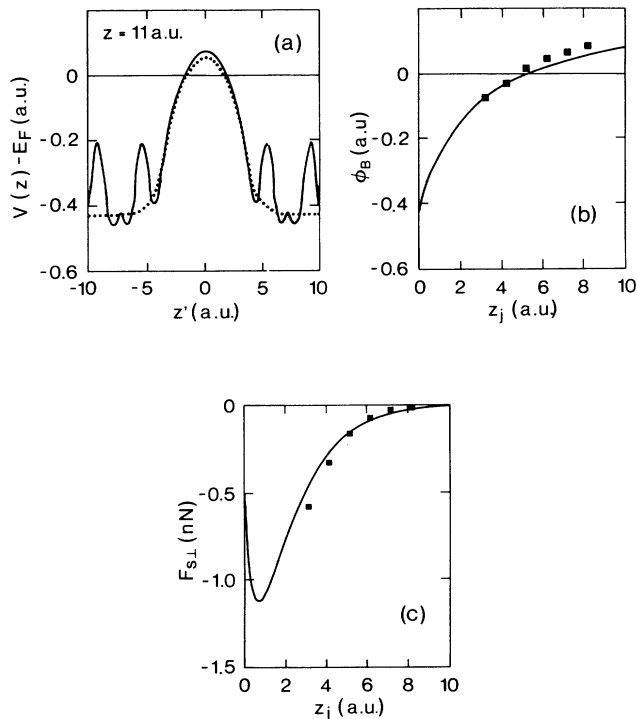 z = 11 a.u.
(a)
V(z) – E_F (a.u.)
0
-0.2
-0.4
-0.6
-10
-5
0
5
10
z' (a.u.)
(b)
ϕ_B (a.u)
0
-0.2
-0.4
-0.6
0
2
4
6
8
10
z_j (a.u.)
(c)
F_S⊥ (nN)
0
-0.5
-1.0
-1.5
0
2
4
6
8
10
z_j (a.u.)